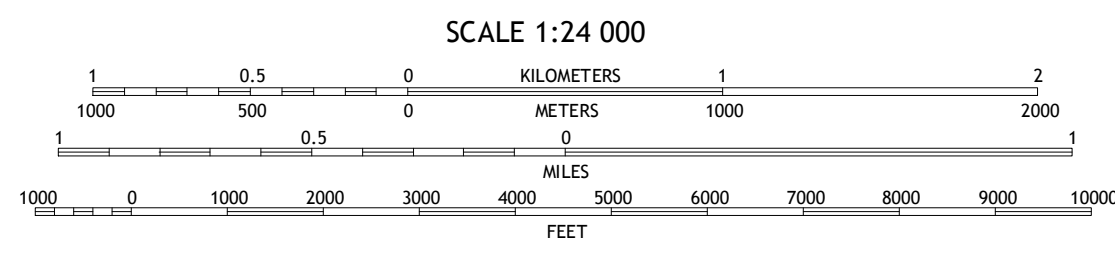 SCALE 1:24 000
1 0.5 0 KILOMETERS 1 2
1000 500 0 METERS 1000 2000
1 0.5 0 1
MILES
1000 0 1000 2000 3000 4000 5000 6000 7000 8000 9000 10000
FEET